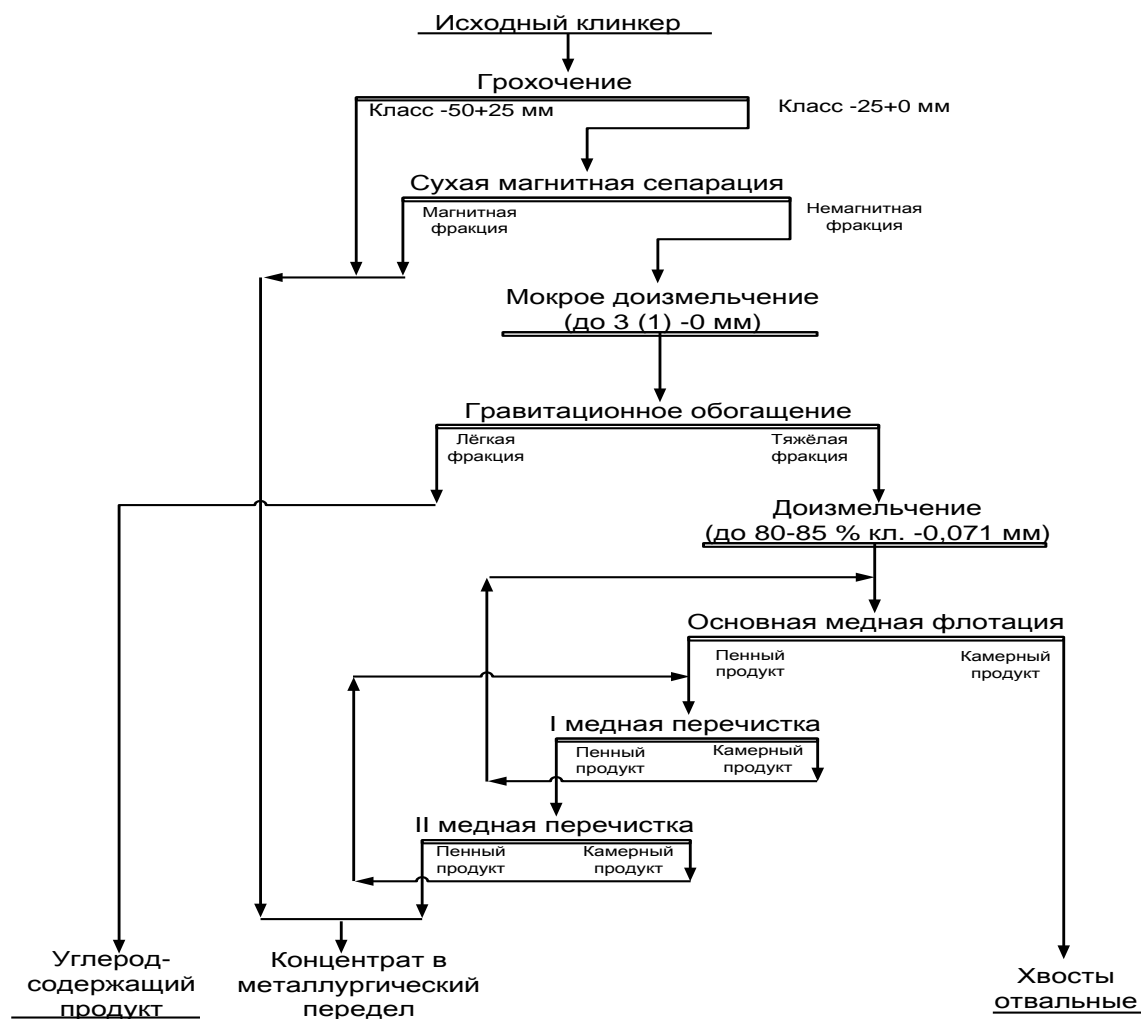 Исходный клинкер
Грохочение
Класс -50+25 мм
Класс -25+0 мм
Сухая магнитная сепарация
Магнитная
фракция
Немагнитная
фракция
Мокрое доизмельчение
(до 3 (1) -0 мм)
Гравитационное обогащение
Лёгкая
фракция
Тяжёлая
фракция
Доизмельчение
(до 80-85 % кл. -0,071 мм)
Основная медная флотация
Пенный
продукт
Камерный
продукт
I медная перечистка
Пенный
продукт
Камерный
продукт
II медная перечистка
Пенный
продукт
Камерный
продукт
Углерод-
содержащий
продукт
Концентрат в
металлургический
передел
Хвосты
отвальные